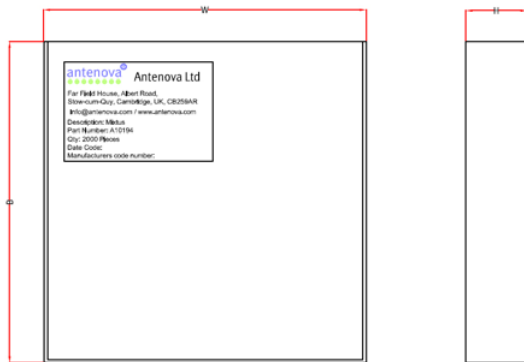 W
H
D
antenova
Antenova Ltd
Far Field House, Albert Road,
Stow-cum-Quy, Cambridge, UK, CB259AR
info@antenova.com / www.antenova.com
Description: Mixtus
Part Number: A10194
Qty: 2000 Pieces
Date Code:
Manufacturers code number: